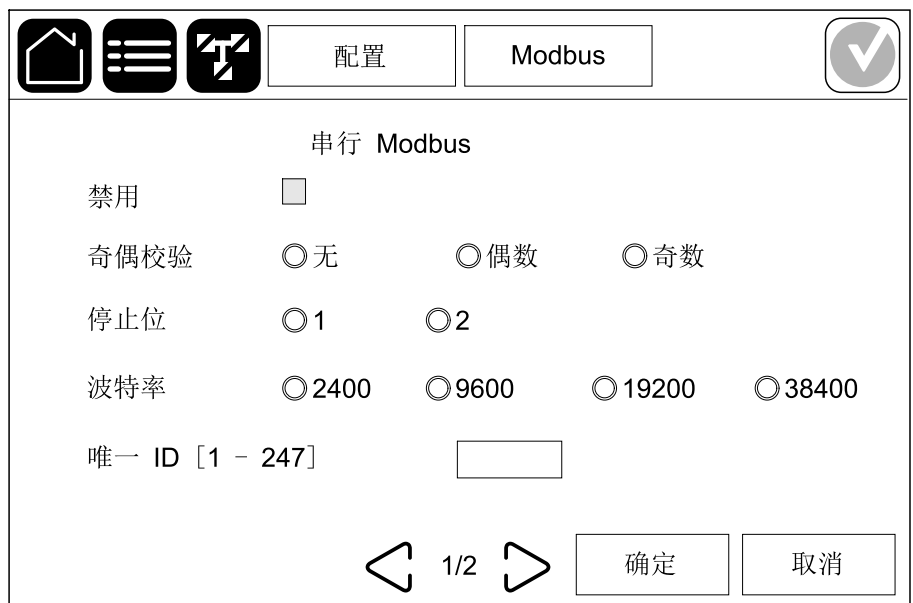 配置 Modbus
串行 Modbus
禁用
奇偶校验 无 偶数 奇数
停止位 1 2
波特率 2400 9600 19200 38400
唯一 ID [1 - 247]
1/2 确定 取消